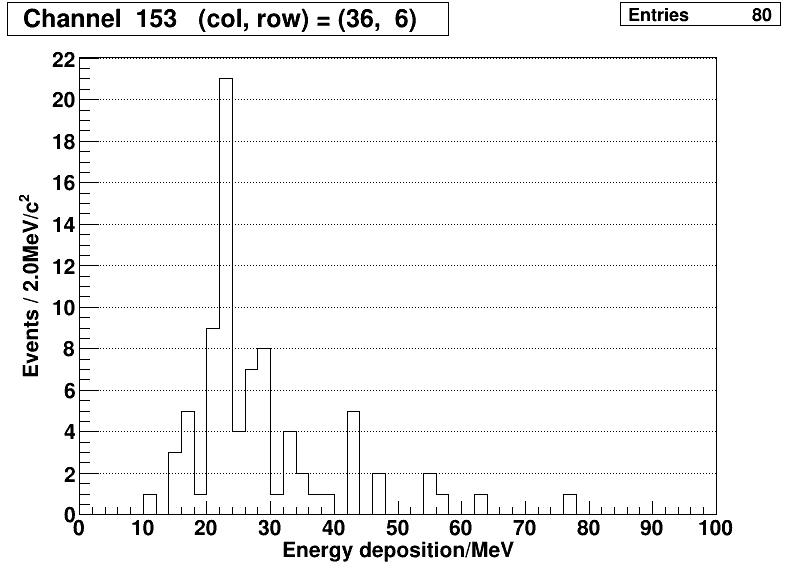 Channel 153 (col, row) = (36, 6)
Entries 80
Events / 2.0MeV/c²
22
20
18
16
14
12
10
8
6
4
2
0
0 10 20 30 40 50 60 70 80 90 100
Energy deposition/MeV